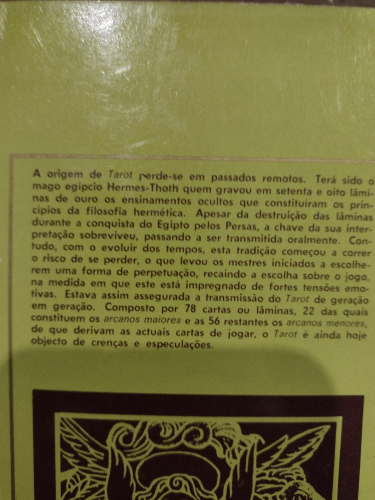 A origem de Tarot perde-se em passados remotos. Terá sido o
mago egípcio Hermes-Thoth quem gravou em setenta e oito lâmi-
nas de ouro os ensinamentos ocultos que constituiram os prin-
cípios da filosofia hermética. Apesar da destruição das lâminas
durante a conquista do Egipto pelos Persas, a chave da sua inter-
pretação sobreviveu, passando a ser transmitida oralmente. Con-
tudo, com o evoluir dos tempos, esta tradição começou a correr
o risco de se perder, o que levou os mestres iniciados a escolhe-
rem uma forma de perpetuação, recaindo a escolha sobre o jogo,
na medida em que este está impregnado de fortes tensões emo-
tivas. Estava assim assegurada a transmissão do Tarot de geração
em geração. Composto por 78 cartas ou lâminas, 22 das quais
constituem os arcanos maiores e as 56 restantes os arcanos menores,
de que derivam as actuais cartas de jogar, o Tarot é ainda hoje
objecto de crenças e especulações.